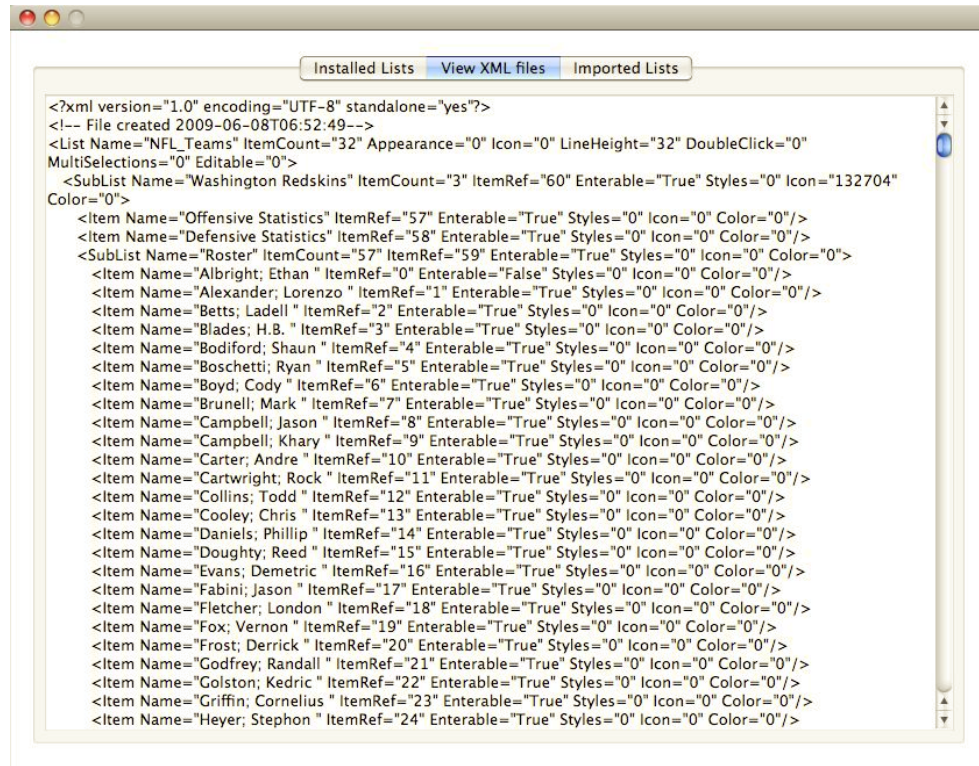 Installed Lists View XML files Imported Lists
<?xml version="1.0" encoding="UTF-8" standalone="yes"?>
<!-- File created 2009-06-08T06:52:49-->
<List Name="NFL_Teams" ItemCount="32" Appearance="0" Icon="0" LineHeight="32" DoubleClick="0"
MultiSelections="0" Editable="0">
<SubList Name="Washington Redskins" ItemCount="3" ItemRef="60" Enterable="True" Styles="0" Icon="132704"
Color="0">
<Item Name="Offensive Statistics" ItemRef="57" Enterable="True" Styles="0" Icon="0" Color="0"/>
<Item Name="Defensive Statistics" ItemRef="58" Enterable="True" Styles="0" Icon="0" Color="0"/>
<SubList Name="Roster" ItemCount="57" ItemRef="59" Enterable="True" Styles="0" Icon="0" Color="0">
<Item Name="Albright; Ethan " ItemRef="0" Enterable="False" Styles="0" Icon="0" Color="0"/>
<Item Name="Alexander; Lorenzo " ItemRef="1" Enterable="True" Styles="0" Icon="0" Color="0"/>
<Item Name="Betts; Ladell " ItemRef="2" Enterable="True" Styles="0" Icon="0" Color="0"/>
<Item Name="Blades; H.B. " ItemRef="3" Enterable="True" Styles="0" Icon="0" Color="0"/>
<Item Name="Bodiford; Shaun " ItemRef="4" Enterable="True" Styles="0" Icon="0" Color="0"/>
<Item Name="Boschetti; Ryan " ItemRef="5" Enterable="True" Styles="0" Icon="0" Color="0"/>
<Item Name="Boyd; Cody " ItemRef="6" Enterable="True" Styles="0" Icon="0" Color="0"/>
<Item Name="Brunell; Mark " ItemRef="7" Enterable="True" Styles="0" Icon="0" Color="0"/>
<Item Name="Campbell; Jason " ItemRef="8" Enterable="True" Styles="0" Icon="0" Color="0"/>
<Item Name="Campbell; Khary " ItemRef="9" Enterable="True" Styles="0" Icon="0" Color="0"/>
<Item Name="Carter; Andre " ItemRef="10" Enterable="True" Styles="0" Icon="0" Color="0"/>
<Item Name="Cartwright; Rock " ItemRef="11" Enterable="True" Styles="0" Icon="0" Color="0"/>
<Item Name="Collins; Todd " ItemRef="12" Enterable="True" Styles="0" Icon="0" Color="0"/>
<Item Name="Cooley; Chris " ItemRef="13" Enterable="True" Styles="0" Icon="0" Color="0"/>
<Item Name="Daniels; Phillip " ItemRef="14" Enterable="True" Styles="0" Icon="0" Color="0"/>
<Item Name="Doughty; Reed " ItemRef="15" Enterable="True" Styles="0" Icon="0" Color="0"/>
<Item Name="Evans; Demetric " ItemRef="16" Enterable="True" Styles="0" Icon="0" Color="0"/>
<Item Name="Fabini; Jason " ItemRef="17" Enterable="True" Styles="0" Icon="0" Color="0"/>
<Item Name="Fletcher; London " ItemRef="18" Enterable="True" Styles="0" Icon="0" Color="0"/>
<Item Name="Fox; Vernon " ItemRef="19" Enterable="True" Styles="0" Icon="0" Color="0"/>
<Item Name="Frost; Derrick " ItemRef="20" Enterable="True" Styles="0" Icon="0" Color="0"/>
<Item Name="Godfrey; Randall " ItemRef="21" Enterable="True" Styles="0" Icon="0" Color="0"/>
<Item Name="Golston; Kedric " ItemRef="22" Enterable="True" Styles="0" Icon="0" Color="0"/>
<Item Name="Griffin; Cornelius " ItemRef="23" Enterable="True" Styles="0" Icon="0" Color="0"/>
<Item Name="Heyer; Stephon " ItemRef="24" Enterable="True" Styles="0" Icon="0" Color="0"/>